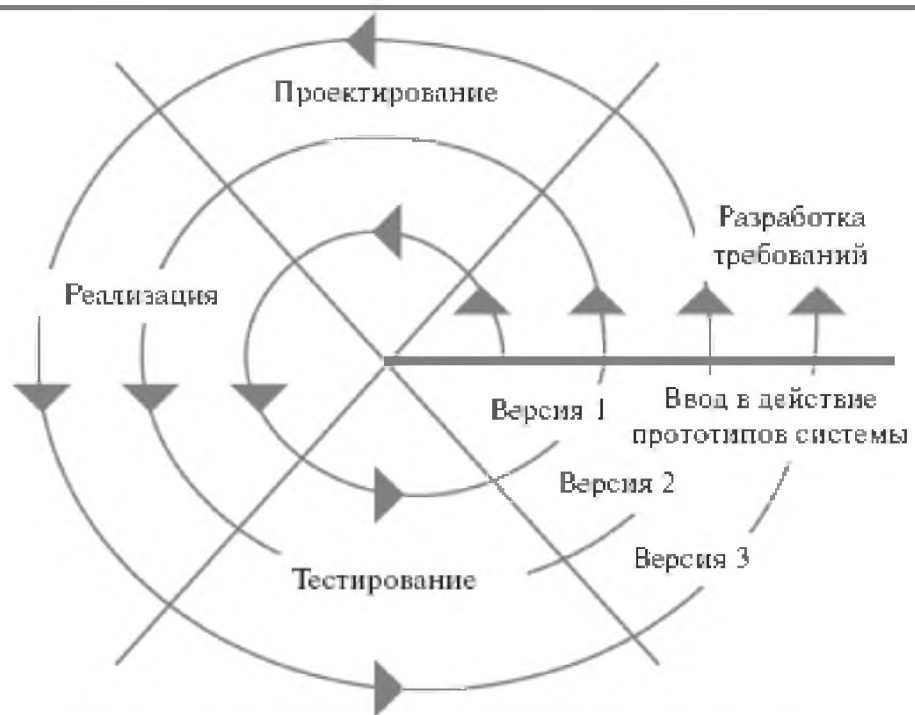 Проектирование
Разработка
требований
Реализация
Версия 1
Ввод в действие
прототипов системы
Версия 2
Версия 3
Тестирование